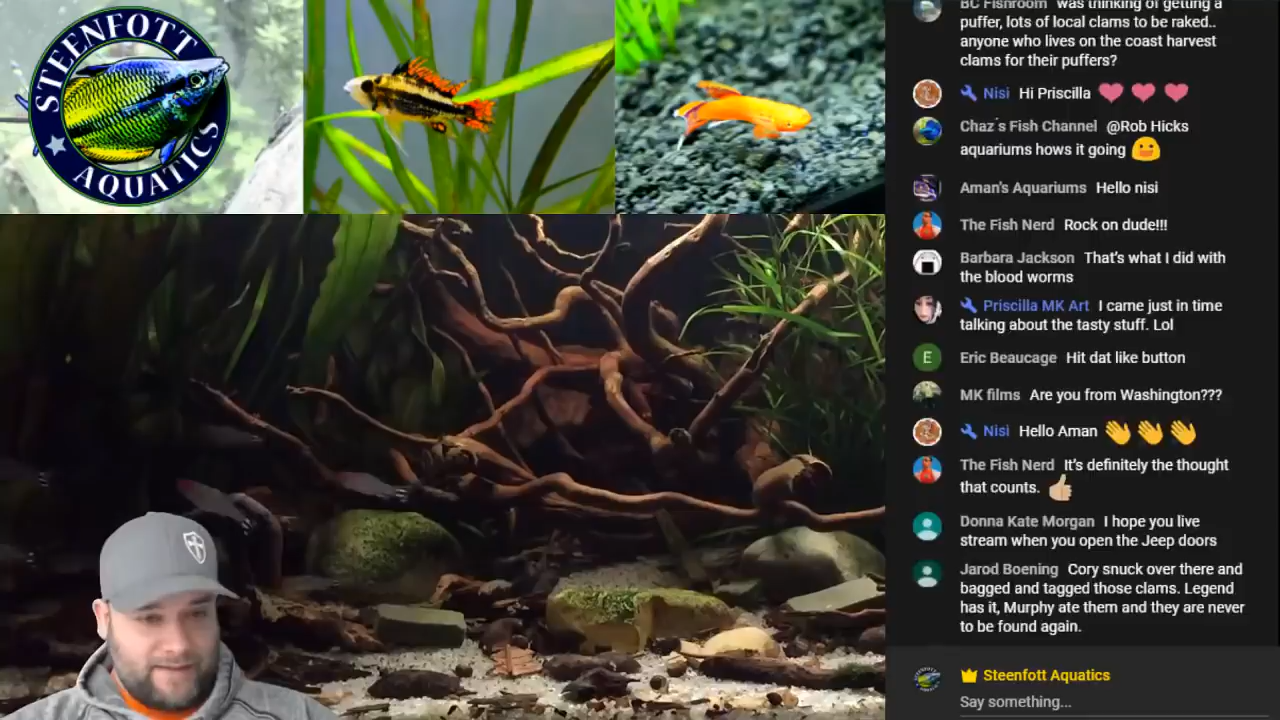 STEENFOTT
AQUATICS
BC Fishroom was thinking of getting a
puffer, lots of local clams to be raked..
anyone who lives on the coast harvest
clams for their puffers?
Nisi Hi Priscilla
Chaz's Fish Channel @Rob Hicks
aquariums hows it going
Aman's Aquariums Hello nisi
The Fish Nerd Rock on dude!!!
Barbara Jackson That's what I did with
the blood worms
Priscilla MK Art I came just in time
talking about the tasty stuff. Lol
E
Eric Beaucage Hit dat like button
MK films Are you from Washington???
Nisi Hello Aman
The Fish Nerd It's definitely the thought
that counts.
Donna Kate Morgan I hope you live
stream when you open the Jeep doors
Jarod Boening Cory snuck over there and
bagged and tagged those clams. Legend
has it, Murphy ate them and they are never
to be found again.
Steenfott Aquatics
Say something...